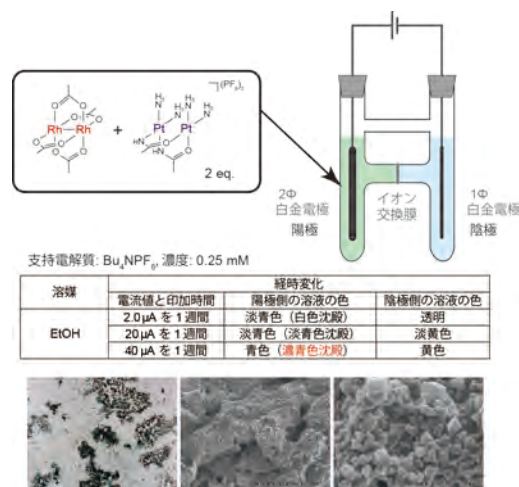 ](PF₆)₂
NH₃
NH₃ NH₃
NH₃
O O O
Rh Rh + Pt Pt
O O O HN O
HN
2 eq.
2Φ
白金電極
陽極
イオン
交換膜
1Φ
白金電極
陰極
支持電解質: Bu₄NPF₆, 濃度: 0.25 mM
溶媒 経時変化
電流値と印加時間 陽極側の溶液の色 陰極側の溶液の色
EtOH 2.0 μA を 1 週間 淡青色（白色沈殿） 透明
20 μA を 1 週間 淡青色（淡青色沈殿） 淡黄色
40 μA を 1 週間 青色（濃青色沈殿） 黄色